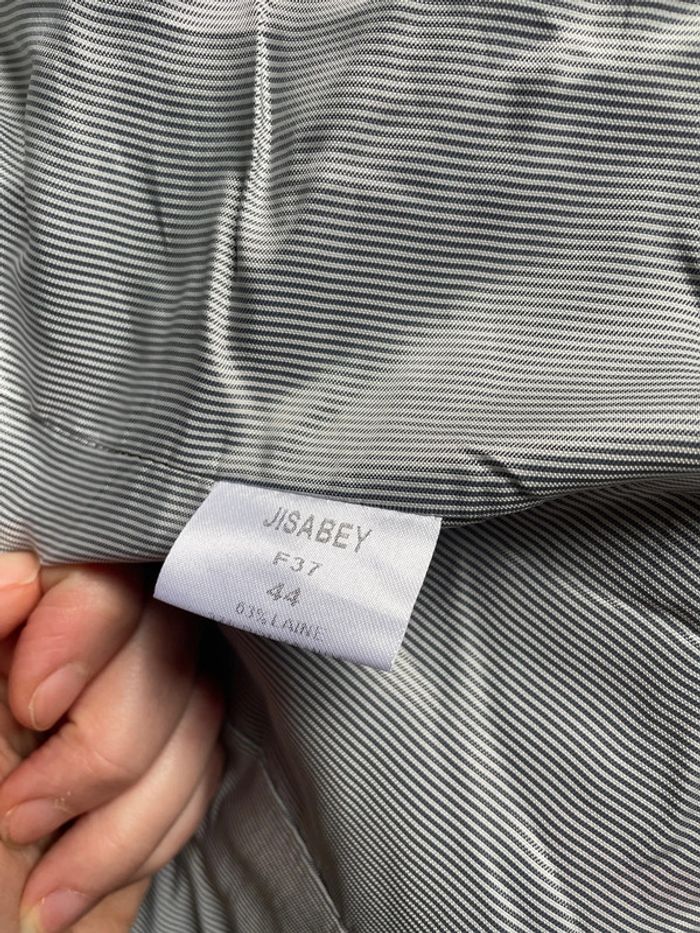 JISABEY
F37
44
63% LAINE